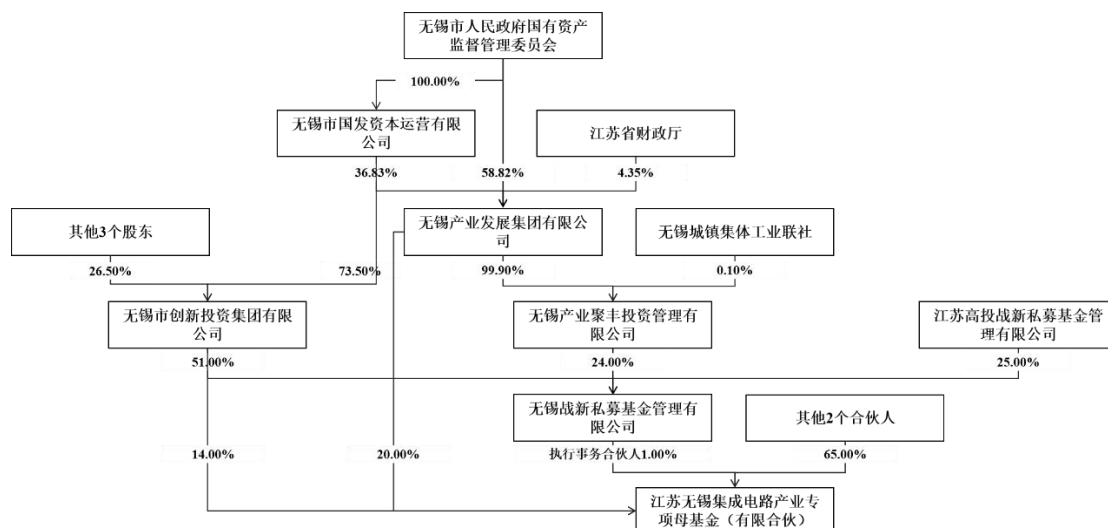 无锡市人民政府国有资产
监督管理委员会
100.00%
无锡市国发资本运营有限
公司
江苏省财政厅
36.83%
58.82%
4.35%
其他3个股东
无锡产业发展集团有限公
司
无锡城镇集体工业联社
26.50%
73.50%
99.90%
0.10%
无锡市创新投资集团有限
公司
无锡产业聚丰投资管理有
限公司
江苏高投战新私募基金管
理有限公司
51.00%
24.00%
25.00%
无锡战新私募基金管理有
限公司
其他2个合伙人
14.00%
20.00%
执行事务合伙人1.00%
65.00%
江苏无锡集成电路产业专
项母基金（有限合伙）